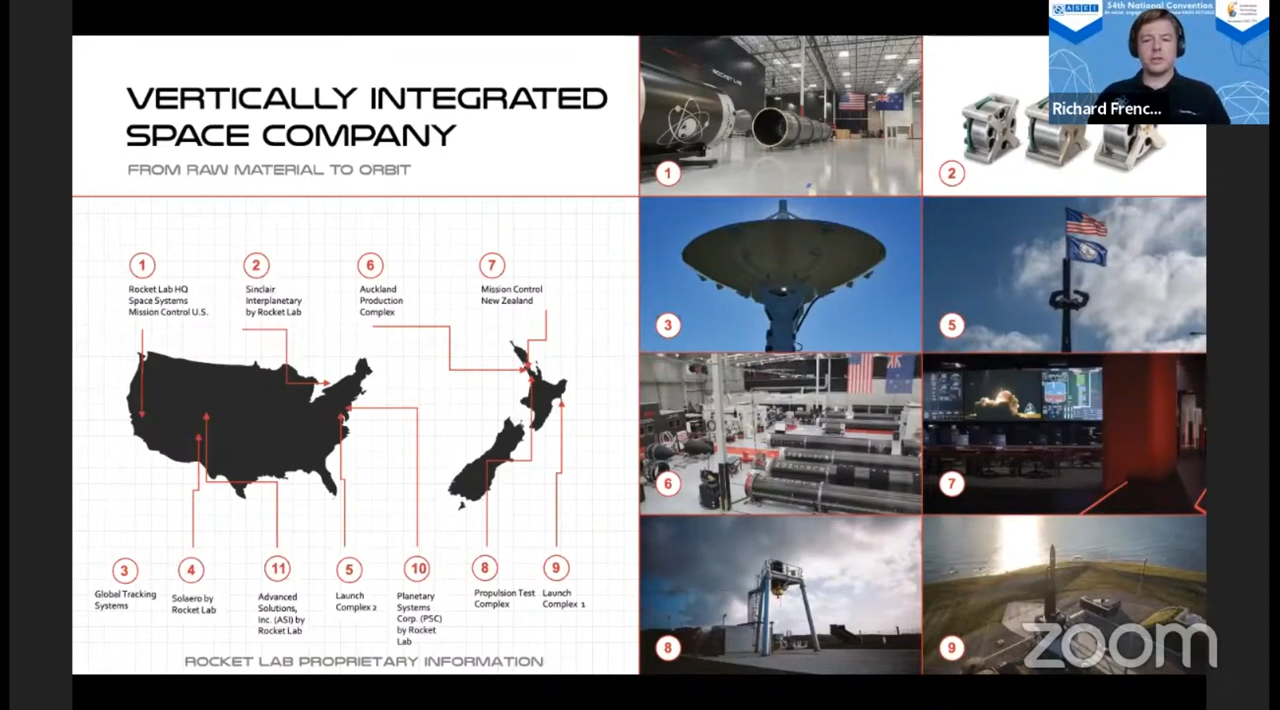 VERTICALLY INTEGRATED
SPACE COMPANY
FROM RAW MATERIAL TO ORBIT
1
Rocket Lab HQ
Space Systems
Mission Control U.S.
2
Sinclair
Interplanetary
by Rocket Lab
6
Auckland
Production
Complex
7
Mission Control
New Zealand
3
Global Tracking
Systems
4
Solaero by
Rocket Lab
11
Advanced
Solutions,
Inc. (ASI) by
Rocket Lab
5
Launch
Complex 2
10
Planetary
Systems
Corp. (PSC)
by Rocket
Lab
8
Propulsion Test
Complex
9
Launch
Complex 1
ROCKET LAB PROPRIETARY INFORMATION
ROCKET LAB
1
2
3
5
6
7
8
9
ASEI
34th National Convention
Richard Frenc...
zoom